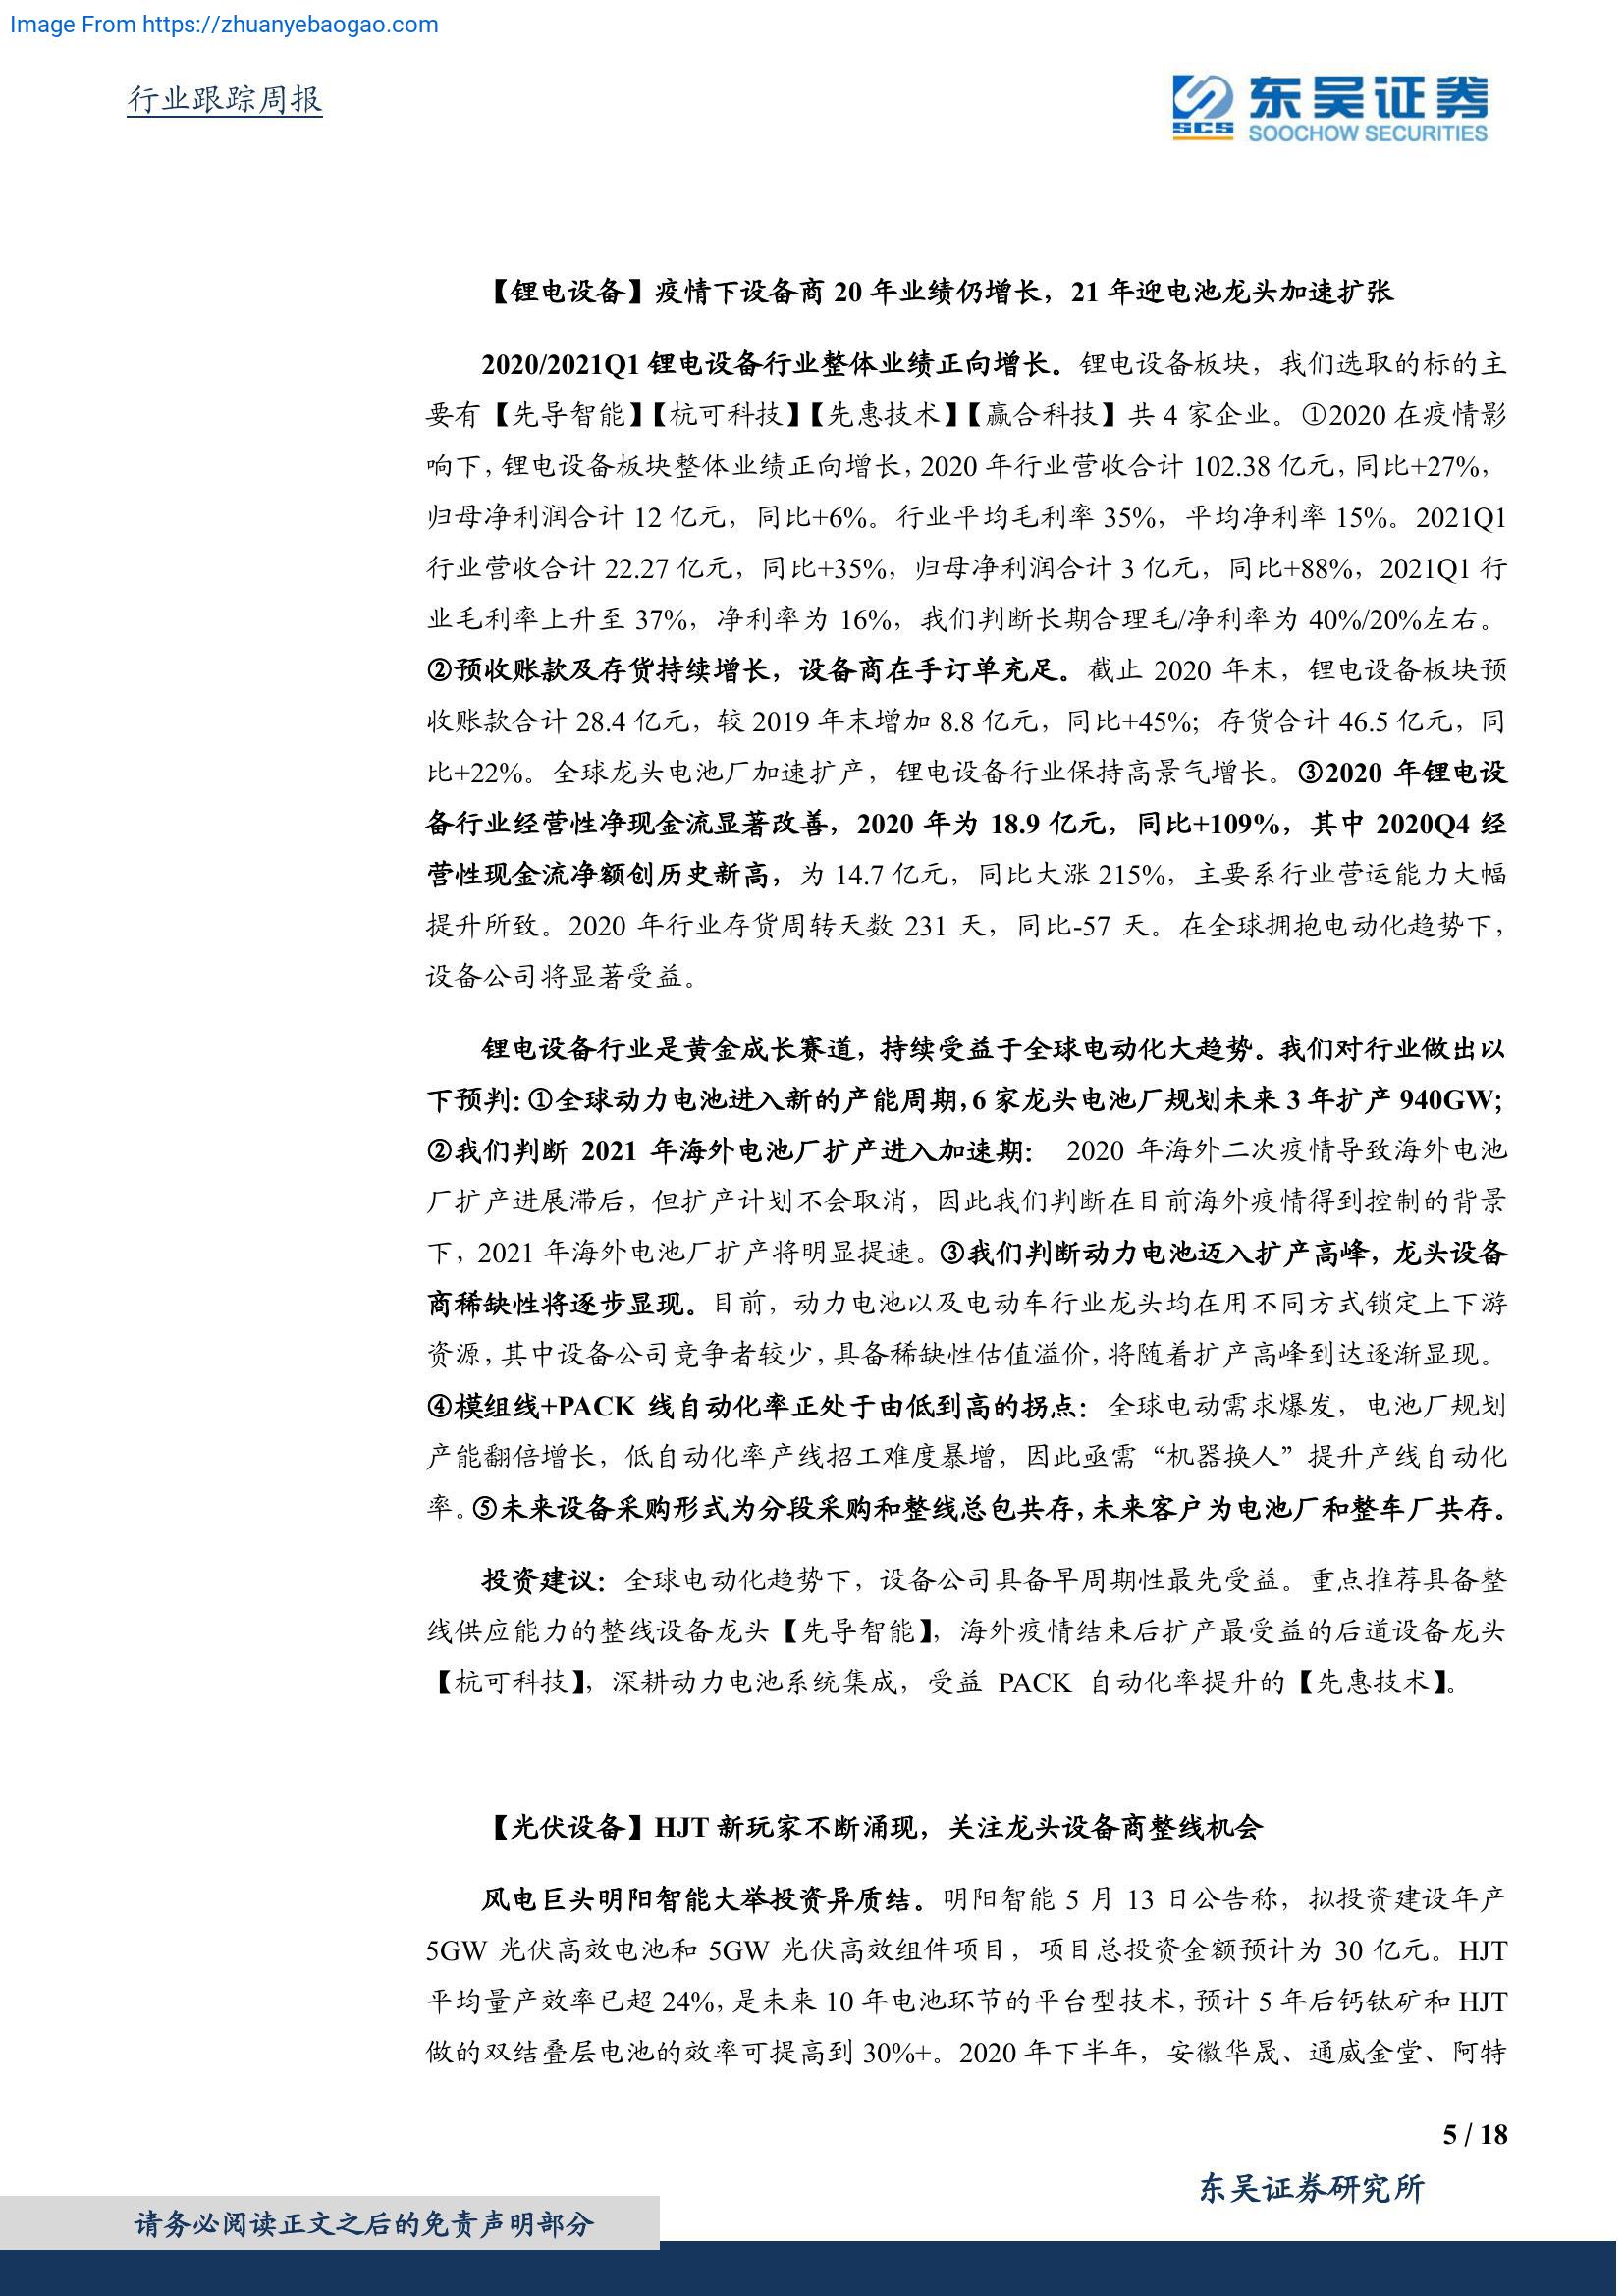 Image From https://zhuanyebaogao.com
行业跟踪周报
东吴证券
SCS
SOOCHOW SECURITIES
【锂电设备】疫情下设备商 20 年业绩仍增长，21 年迎电池龙头加速扩张
2020/2021Q1 锂电设备行业整体业绩正向增长。锂电设备板块，我们选取的标的主
要有【先导智能】【杭可科技】【先惠技术】【赢合科技】共 4 家企业。①2020 在疫情影
响下，锂电设备板块整体业绩正向增长，2020 年行业营收合计 102.38 亿元，同比+27%，
归母净利润合计 12 亿元，同比+6%。行业平均毛利率 35%，平均净利率 15%。2021Q1
行业营收合计 22.27 亿元，同比+35%，归母净利润合计 3 亿元，同比+88%，2021Q1 行
业毛利率上升至 37%，净利率为 16%，我们判断长期合理毛/净利率为 40%/20%左右。
②预收账款及存货持续增长，设备商在手订单充足。截止 2020 年末，锂电设备板块预
收账款合计 28.4 亿元，较 2019 年末增加 8.8 亿元，同比+45%；存货合计 46.5 亿元，同
比+22%。全球龙头电池厂加速扩产，锂电设备行业保持高景气增长。③2020 年锂电设
备行业经营性净现金流显著改善，2020 年为 18.9 亿元，同比+109%，其中 2020Q4 经
营性现金流净额创历史新高，为 14.7 亿元，同比大涨 215%，主要系行业营运能力大幅
提升所致。2020 年行业存货周转天数 231 天，同比-57 天。在全球拥抱电动化趋势下，
设备公司将显著受益。
锂电设备行业是黄金成长赛道，持续受益于全球电动化大趋势。我们对行业做出以
下预判：①全球动力电池进入新的产能周期，6 家龙头电池厂规划未来 3 年扩产 940GW；
②我们判断 2021 年海外电池厂扩产进入加速期： 2020 年海外二次疫情导致海外电池
厂扩产进展滞后，但扩产计划不会取消，因此我们判断在目前海外疫情得到控制的背景
下，2021 年海外电池厂扩产将明显提速。③我们判断动力电池迈入扩产高峰，龙头设备
商稀缺性将逐步显现。目前，动力电池以及电动车行业龙头均在用不同方式锁定上下游
资源，其中设备公司竞争者较少，具备稀缺性估值溢价，将随着扩产高峰到达逐渐显现。
④模组线+PACK 线自动化率正处于由低到高的拐点：全球电动需求爆发，电池厂规划
产能翻倍增长，低自动化率产线招工难度暴增，因此亟需“机器换人”提升产线自动化
率。⑤未来设备采购形式为分段采购和整线总包共存，未来客户为电池厂和整车厂共存。
投资建议：全球电动化趋势下，设备公司具备早周期性最先受益。重点推荐具备整
线供应能力的整线设备龙头【先导智能】，海外疫情结束后扩产最受益的后道设备龙头
【杭可科技】，深耕动力电池系统集成，受益 PACK 自动化率提升的【先惠技术】。
【光伏设备】HJT 新玩家不断涌现，关注龙头设备商整线机会
风电巨头明阳智能大举投资异质结。明阳智能 5 月 13 日公告称，拟投资建设年产
5GW 光伏高效电池和 5GW 光伏高效组件项目，项目总投资金额预计为 30 亿元。HJT
平均量产效率已超 24%，是未来 10 年电池环节的平台型技术，预计 5 年后钙钛矿和 HJT
做的双结叠层电池的效率可提高到 30%+。2020 年下半年，安徽华晟、通威金堂、阿特
5 / 18
东吴证券研究所
请务必阅读正文之后的免责声明部分